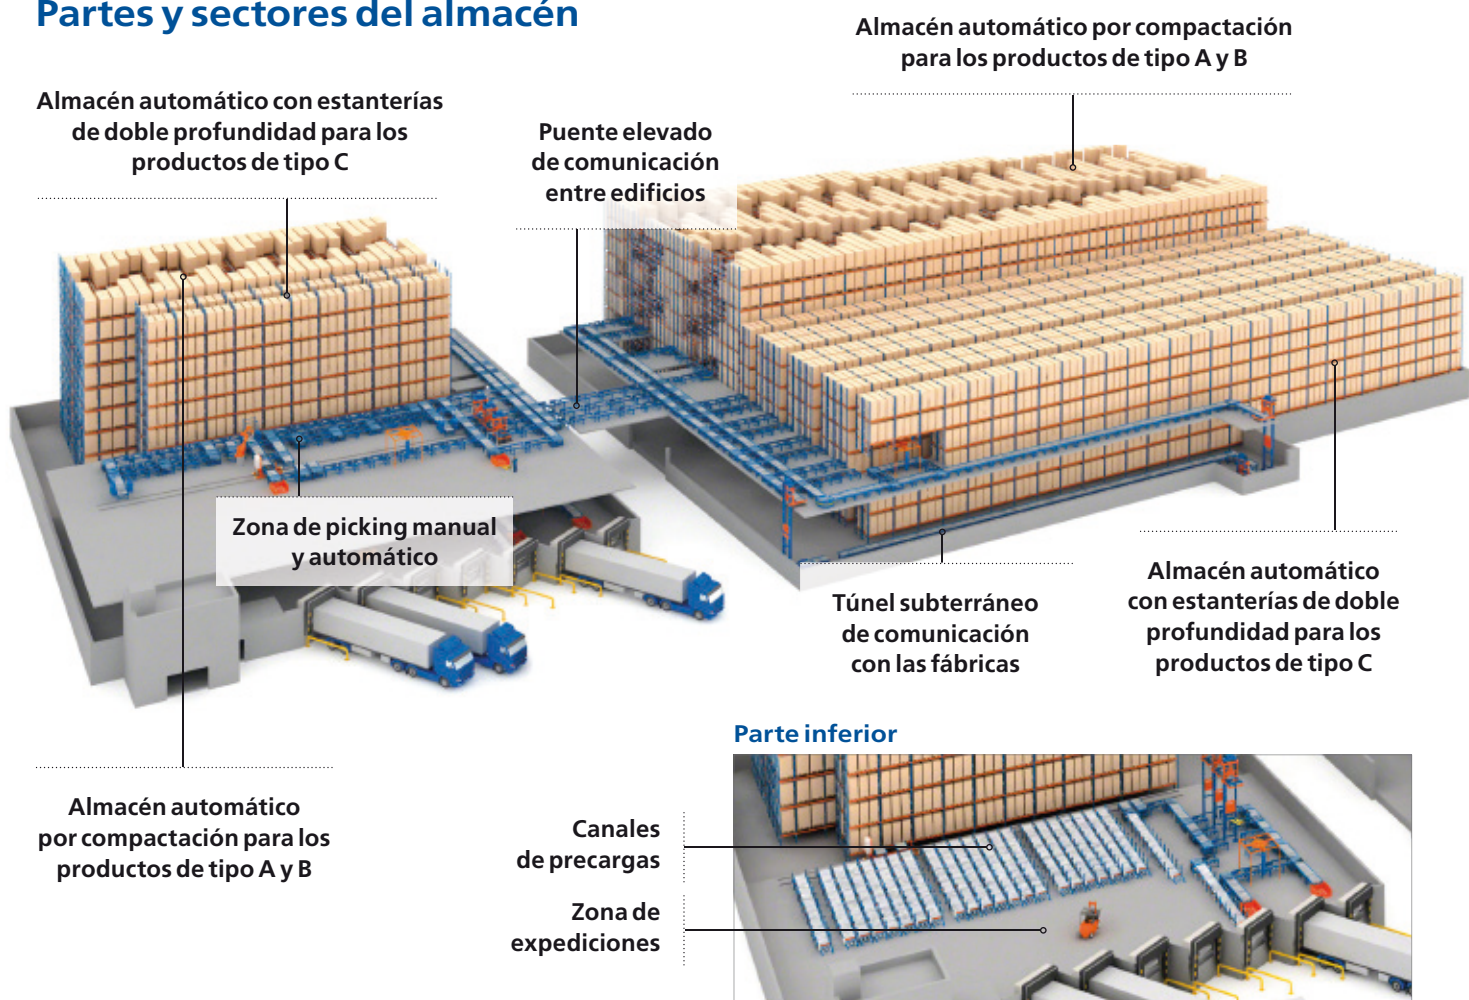 Partes y sectores del almacén
Almacén automático por compactación
para los productos de tipo A y B
Almacén automático con estanterías
de doble profundidad para los
productos de tipo C
Puente elevado
de comunicación
entre edificios
Zona de picking manual
y automático
Túnel subterráneo
de comunicación
con las fábricas
Almacén automático
con estanterías de doble
profundidad para los
productos de tipo C
Almacén automático
por compactación para los
productos de tipo A y B
Parte inferior
Canales
de precargas
Zona de
expediciones